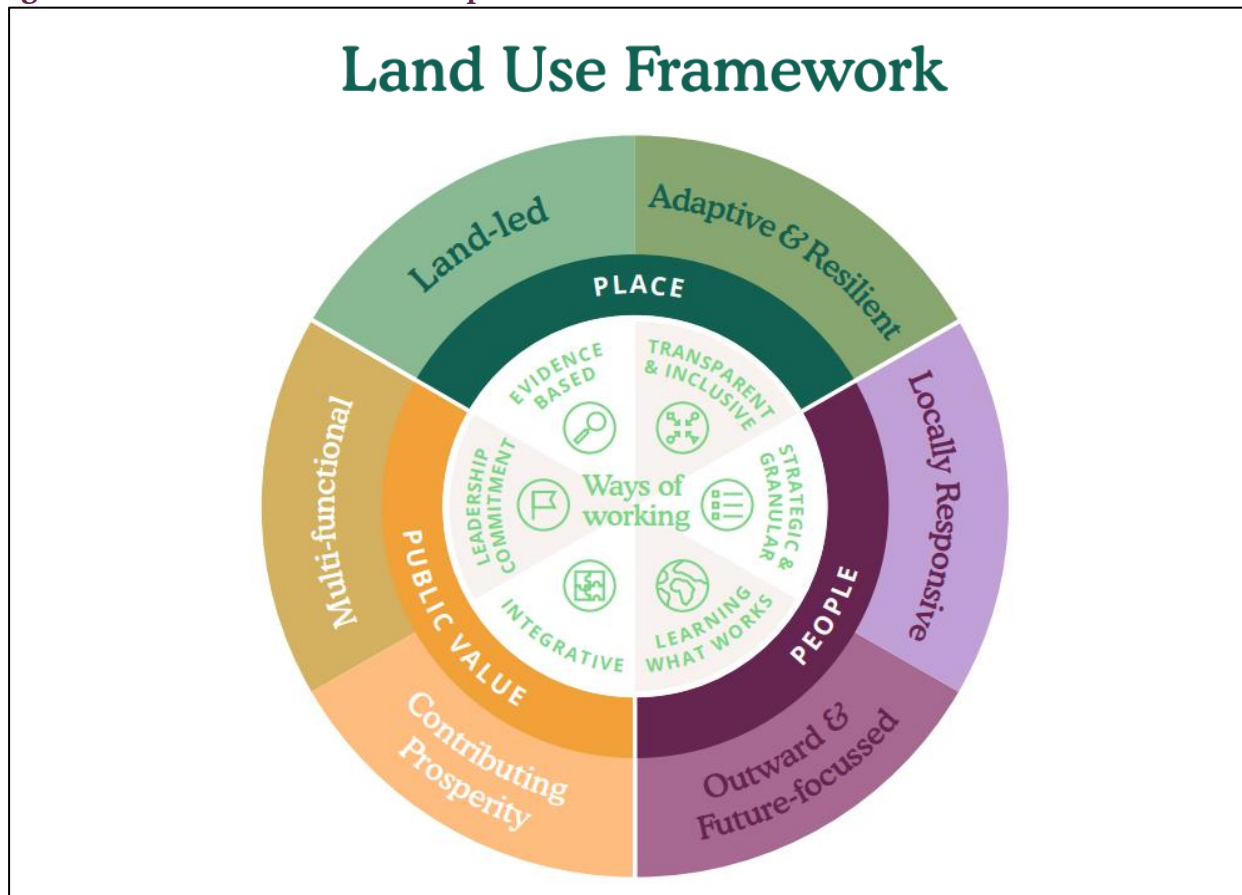 Land Use Framework
Land-led
Adaptive & Resilient
PLACE
Multi-functional
PUBLIC VALUE
Contributing
Prosperity
Locally Responsive
PEOPLE
Outward &
Future-focussed
EVIDENCE
BASED
TRANSPARENT
& INCLUSIVE
LEADERSHIP
COMMITMENT
Ways of
working
STRATEGIC &
GRANULAR
INTEGRATIVE
LEARNING
WHAT WORKS